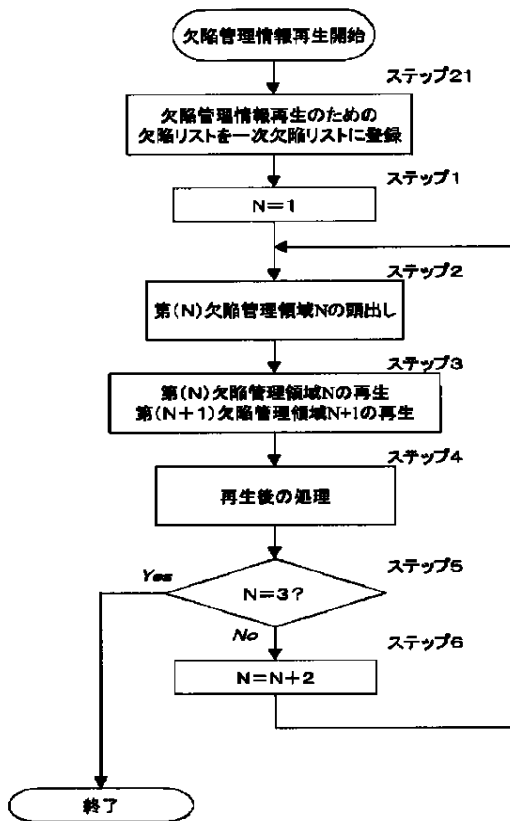 欠陥管理情報再生開始
ステップ21
欠陥管理情報再生のための
欠陥リストを一次欠陥リストに登録
ステップ1
N=1
ステップ2
第(N)欠陥管理領域Nの頭出し
ステップ3
第(N)欠陥管理領域Nの再生
第(N+1)欠陥管理領域N+1の再生
ステップ4
再生後の処理
ステップ5
Yes
N=3?
No
ステップ6
N=N+2
終了